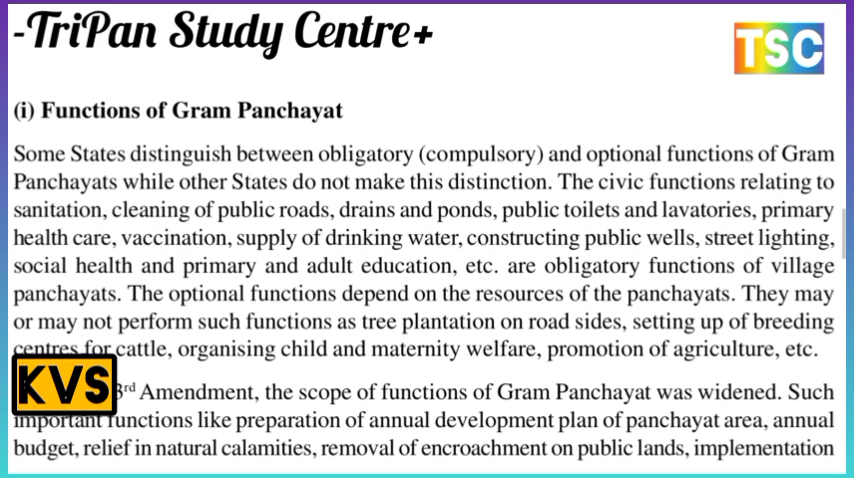 -TriPan Study Centre+
TSC
(i) Functions of Gram Panchayat
Some States distinguish between obligatory (compulsory) and optional functions of Gram
Panchayats while other States do not make this distinction. The civic functions relating to
sanitation, cleaning of public roads, drains and ponds, public toilets and lavatories, primary
health care, vaccination, supply of drinking water, constructing public wells, street lighting,
social health and primary and adult education, etc. are obligatory functions of village
panchayats. The optional functions depend on the resources of the panchayats. They may
or may not perform such functions as tree plantation on road sides, setting up of breeding
centres for cattle, organising child and maternity welfare, promotion of agriculture, etc.
KVS
3rd Amendment, the scope of functions of Gram Panchayat was widened. Such
important functions like preparation of annual development plan of panchayat area, annual
budget, relief in natural calamities, removal of encroachment on public lands, implementation